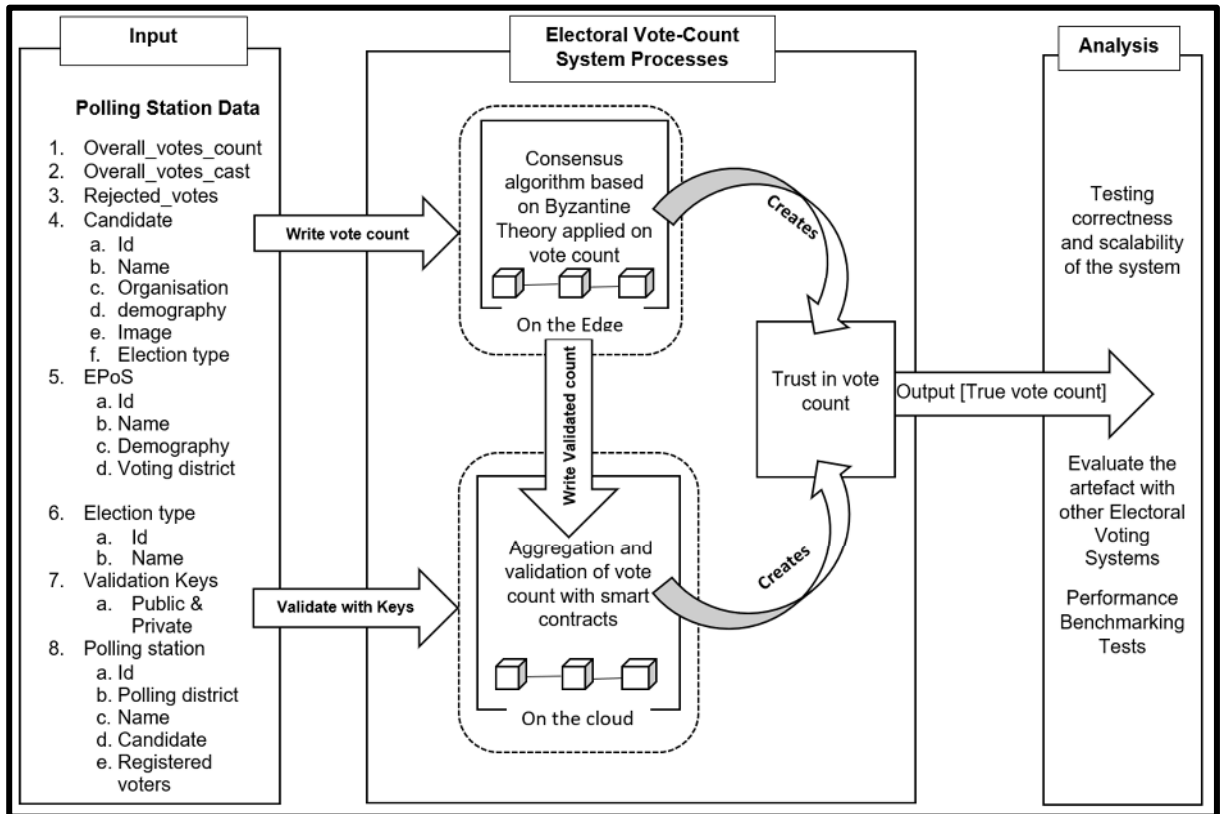 Input
Polling Station Data
1. Overall_votes_count
2. Overall_votes_cast
3. Rejected_votes
4. Candidate
a. Id
b. Name
c. Organisation
d. demography
e. Image
f. Election type
5. EPoS
a. Id
b. Name
c. Demography
d. Voting district
6. Election type
a. Id
b. Name
7. Validation Keys
a. Public &
Private
8. Polling station
a. Id
b. Polling district
c. Name
d. Candidate
e. Registered
voters
Write vote count
Validate with Keys
Electoral Vote-Count
System Processes
Consensus
algorithm based
on Byzantine
Theory applied on
vote count
On the Edge
Write Validated count
Aggregation and
validation of vote
count with smart
contracts
On the cloud
Creates
Creates
Trust in vote
count
Output [True vote count]
Analysis
Testing
correctness
and scalability
of the system
Evaluate the
artefact with
other Electoral
Voting
Systems
Performance
Benchmarking
Tests